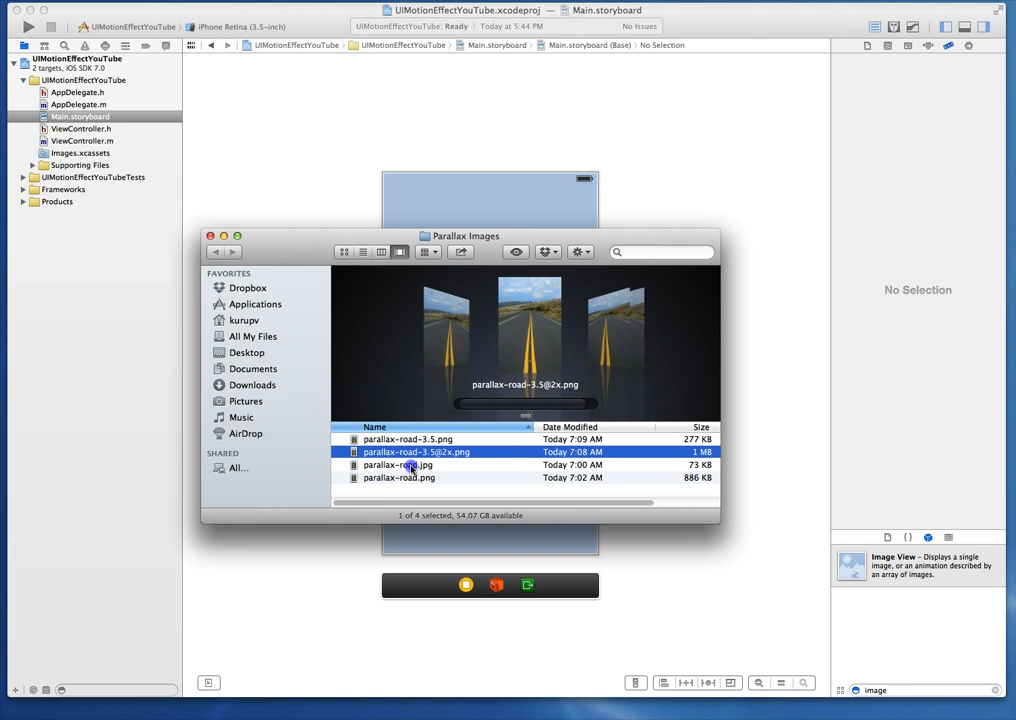 UIMotionEffectYouTube.xcodeproj — Main.storyboard
UIMotionEffectYouTube › iPhone Retina (3.5-inch)
UIMotionEffectYouTube: Ready | Today at 5:44 PM
No Issues
UIMotionEffectYouTube
2 targets, iOS SDK 7.0
UIMotionEffectYouTube
AppDelegate.h
AppDelegate.m
Main.storyboard
ViewController.h
ViewController.m
Images.xcassets
Supporting Files
UIMotionEffectYouTubeTests
Frameworks
Products
UIMotionEffectYouTube › UIMotionEffectYouTube › Main.storyboard › Main.storyboard (Base) › No Selection
Parallax Images
FAVORITES
Dropbox
Applications
kurupv
All My Files
Desktop
Documents
Downloads
Pictures
Music
AirDrop
SHARED
All...
parallax-road-3.5@2x.png
Name Date Modified Size
parallax-road-3.5.png Today 7:09 AM 277 KB
parallax-road-3.5@2x.png Today 7:08 AM 1 MB
parallax-road.jpg Today 7:00 AM 73 KB
parallax-road.png Today 7:02 AM 886 KB
1 of 4 selected, 54.07 GB available
No Selection
Image View – Displays a single
image, or an animation described by
an array of images.
image